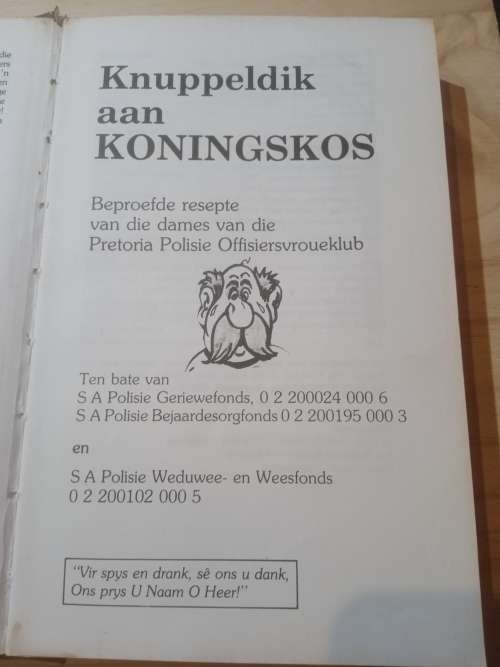 Knuppeldik
aan
KONINGSKOS
Beproefde resepte
van die dames van die
Pretoria Polisie Offisiersvroueklub
Ten bate van
S A Polisie Geriewefonds, 0 2 200024 000 6
S A Polisie Bejaardesorgfonds 0 2 200195 000 3
en
S A Polisie Weduwee- en Weesfonds
0 2 200102 000 5
"Vir spys en drank, sê ons u dank,
Ons prys U Naam O Heer!"